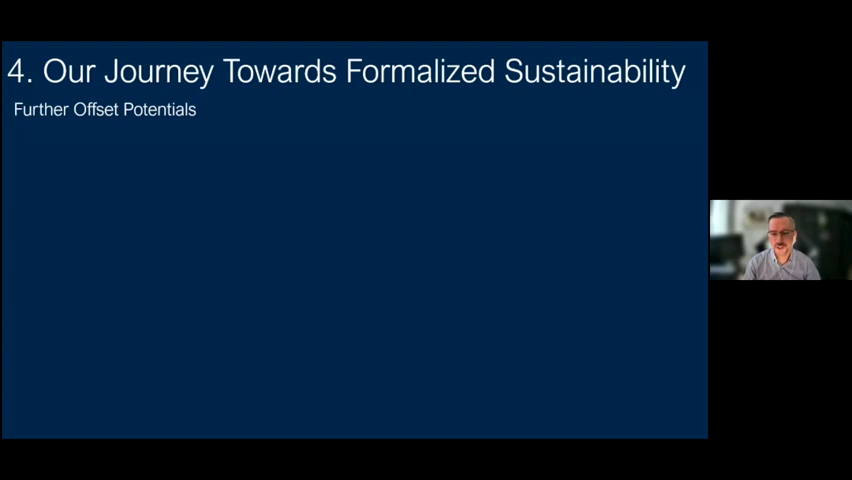 4. Our Journey Towards Formalized Sustainability
Further Offset Potentials